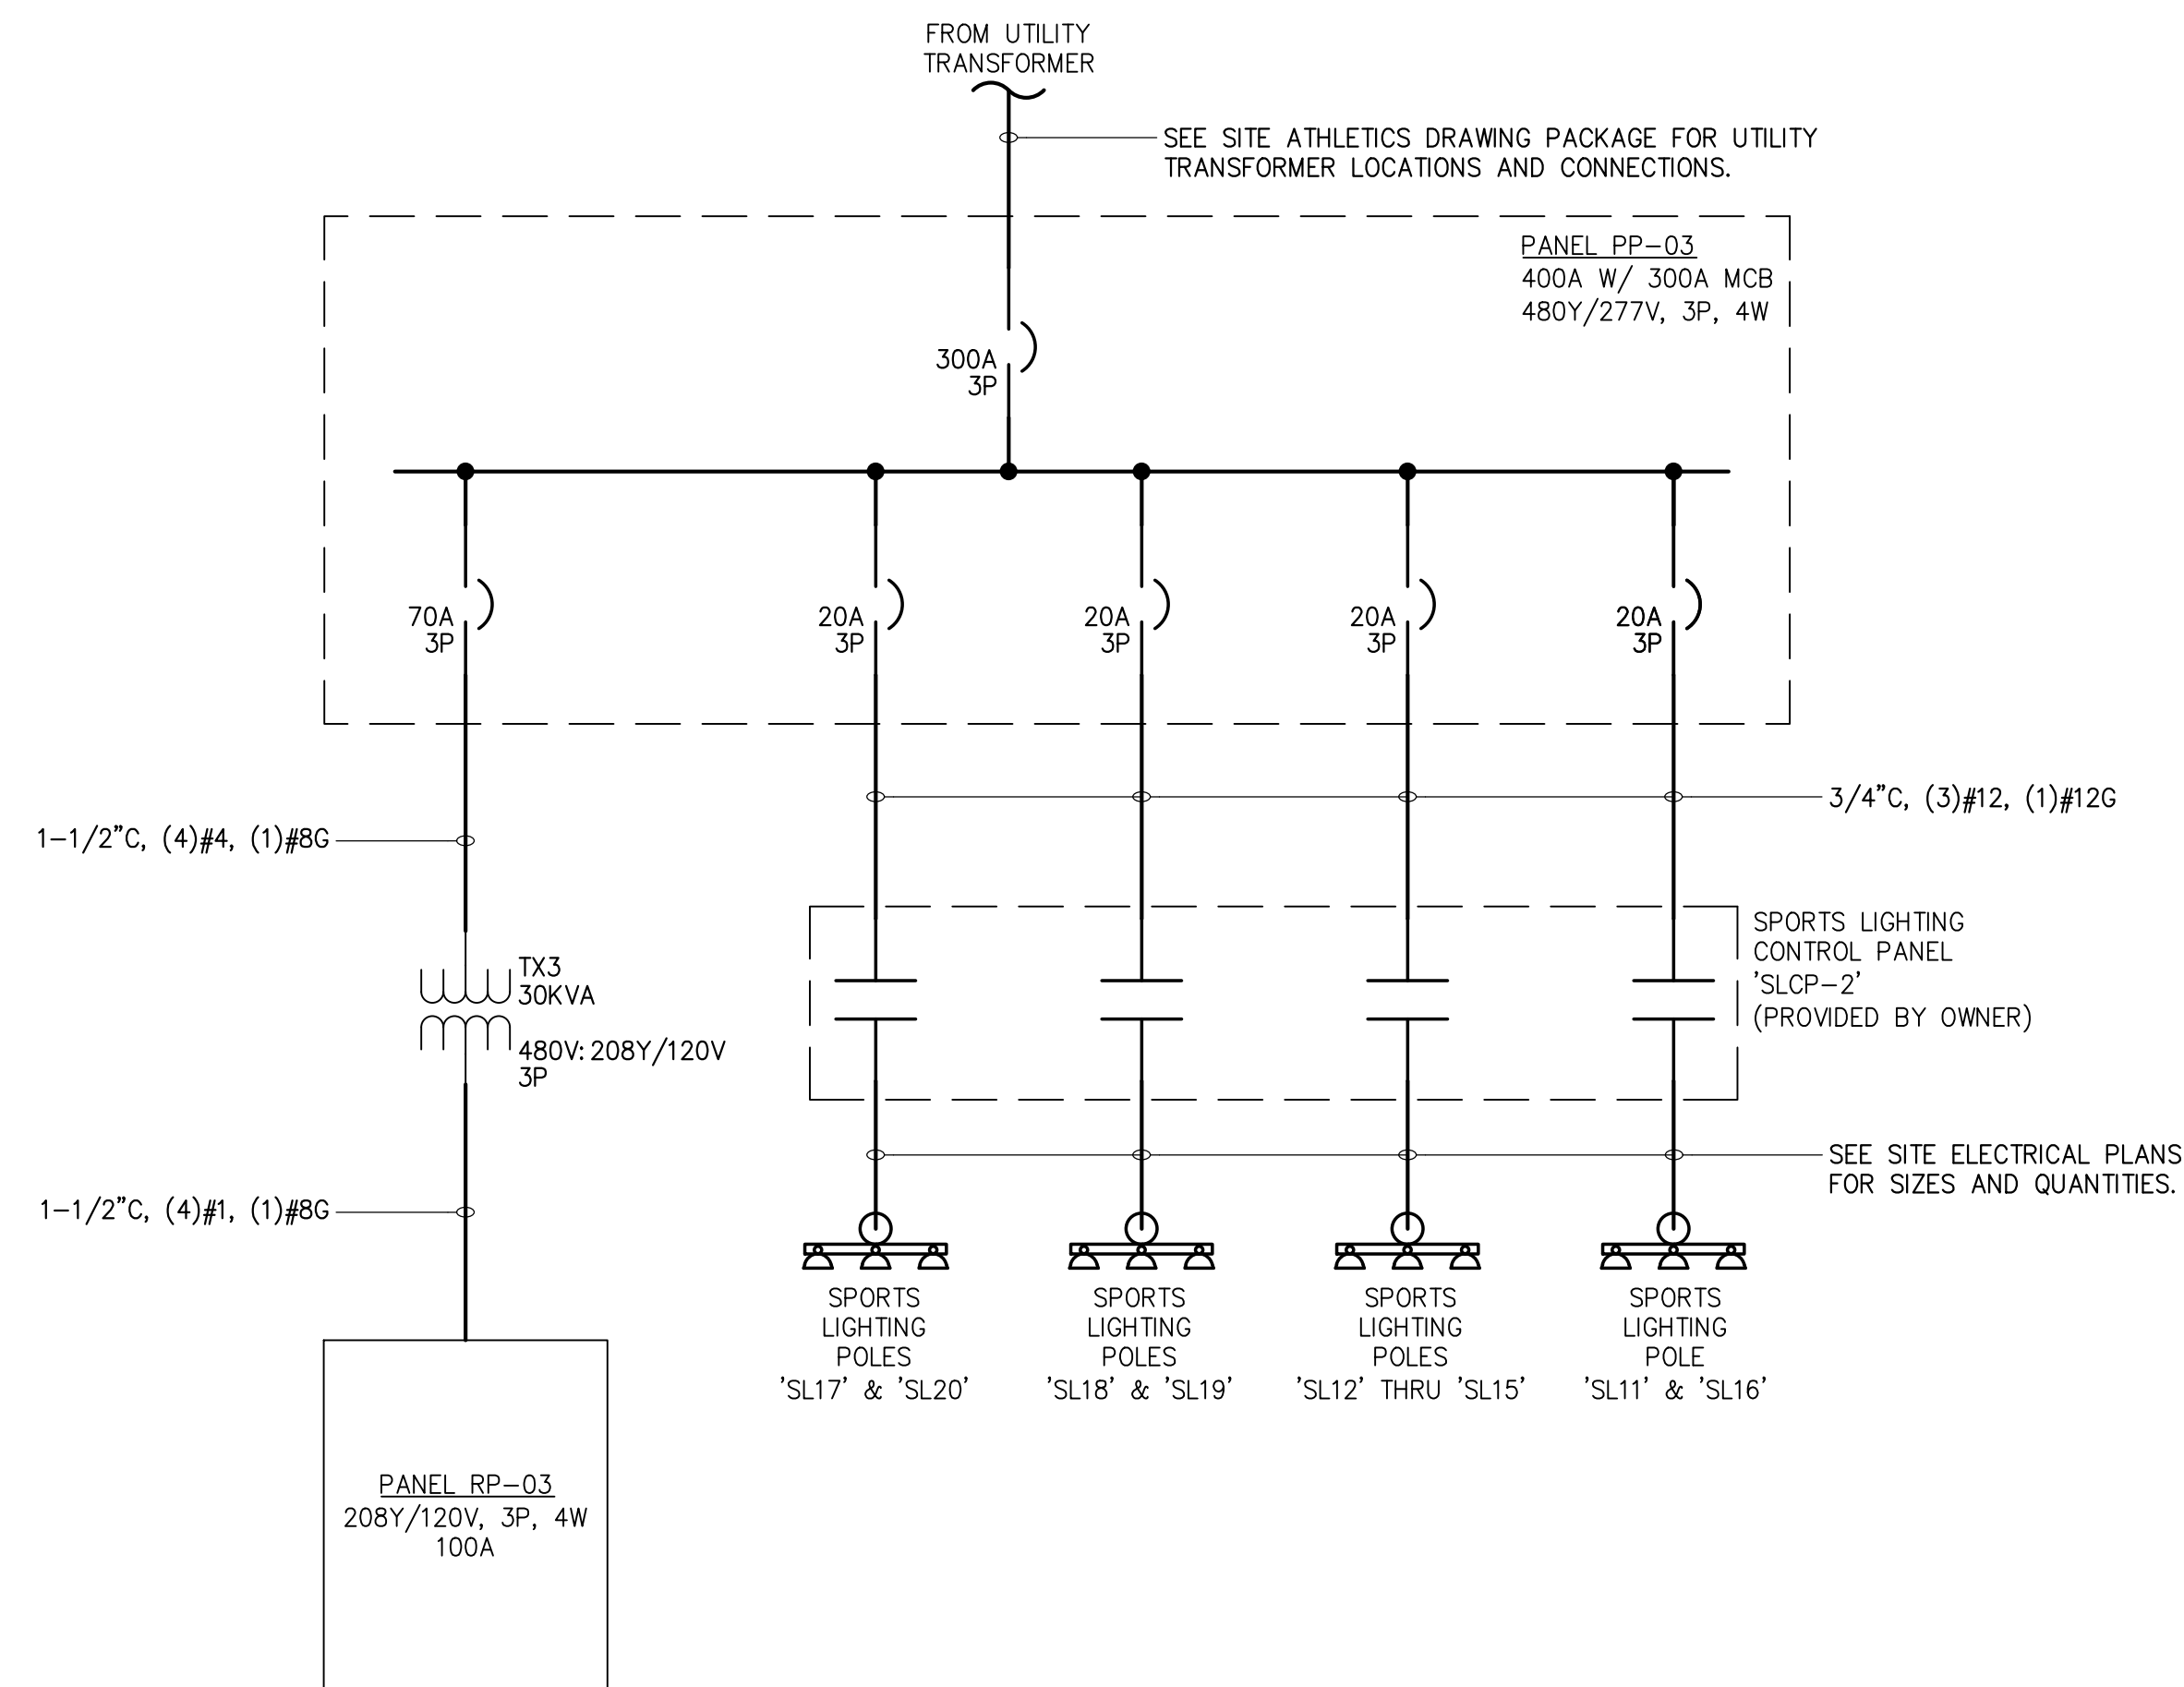 FROM UTILITY
TRANSFORMER
SEE SITE ATHLETICS DRAWING PACKAGE FOR UTILITY
TRANSFORMER LOCATIONS AND CONNECTIONS.
PANEL PP-03
400A W/ 300A MCB
480Y/277V, 3P, 4W
300A
3P
70A
3P
20A
3P
20A
3P
20A
3P
20A
3P
3/4"C, (3)#12, (1)#12G
1-1/2"C, (4)#4, (1)#8G
SPORTS LIGHTING
CONTROL PANEL
'SLCP-2'
(PROVIDED BY OWNER)
TX3
30KVA
480V:208Y/120V
3P
SEE SITE ELECTRICAL PLANS
FOR SIZES AND QUANTITIES.
1-1/2"C, (4)#1, (1)#8G
SPORTS
LIGHTING
POLES
'SL17' & 'SL20'
SPORTS
LIGHTING
POLES
'SL18' & 'SL19'
SPORTS
LIGHTING
POLES
'SL12' THRU 'SL15'
SPORTS
LIGHTING
POLE
'SL11' & 'SL16'
PANEL RP-03
208Y/120V, 3P, 4W
100A